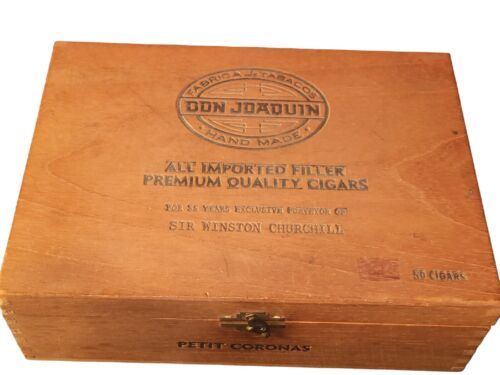 FABRICA de TABACOS
DON JOAQUIN
HAND MADE
ALL IMPORTED FILLER
PREMIUM QUALITY CIGARS
FOR 25 YEARS EXCLUSIVE PURVEYOR OF
SIR WINSTON CHURCHILL
50 CIGARS
PETIT CORONAS